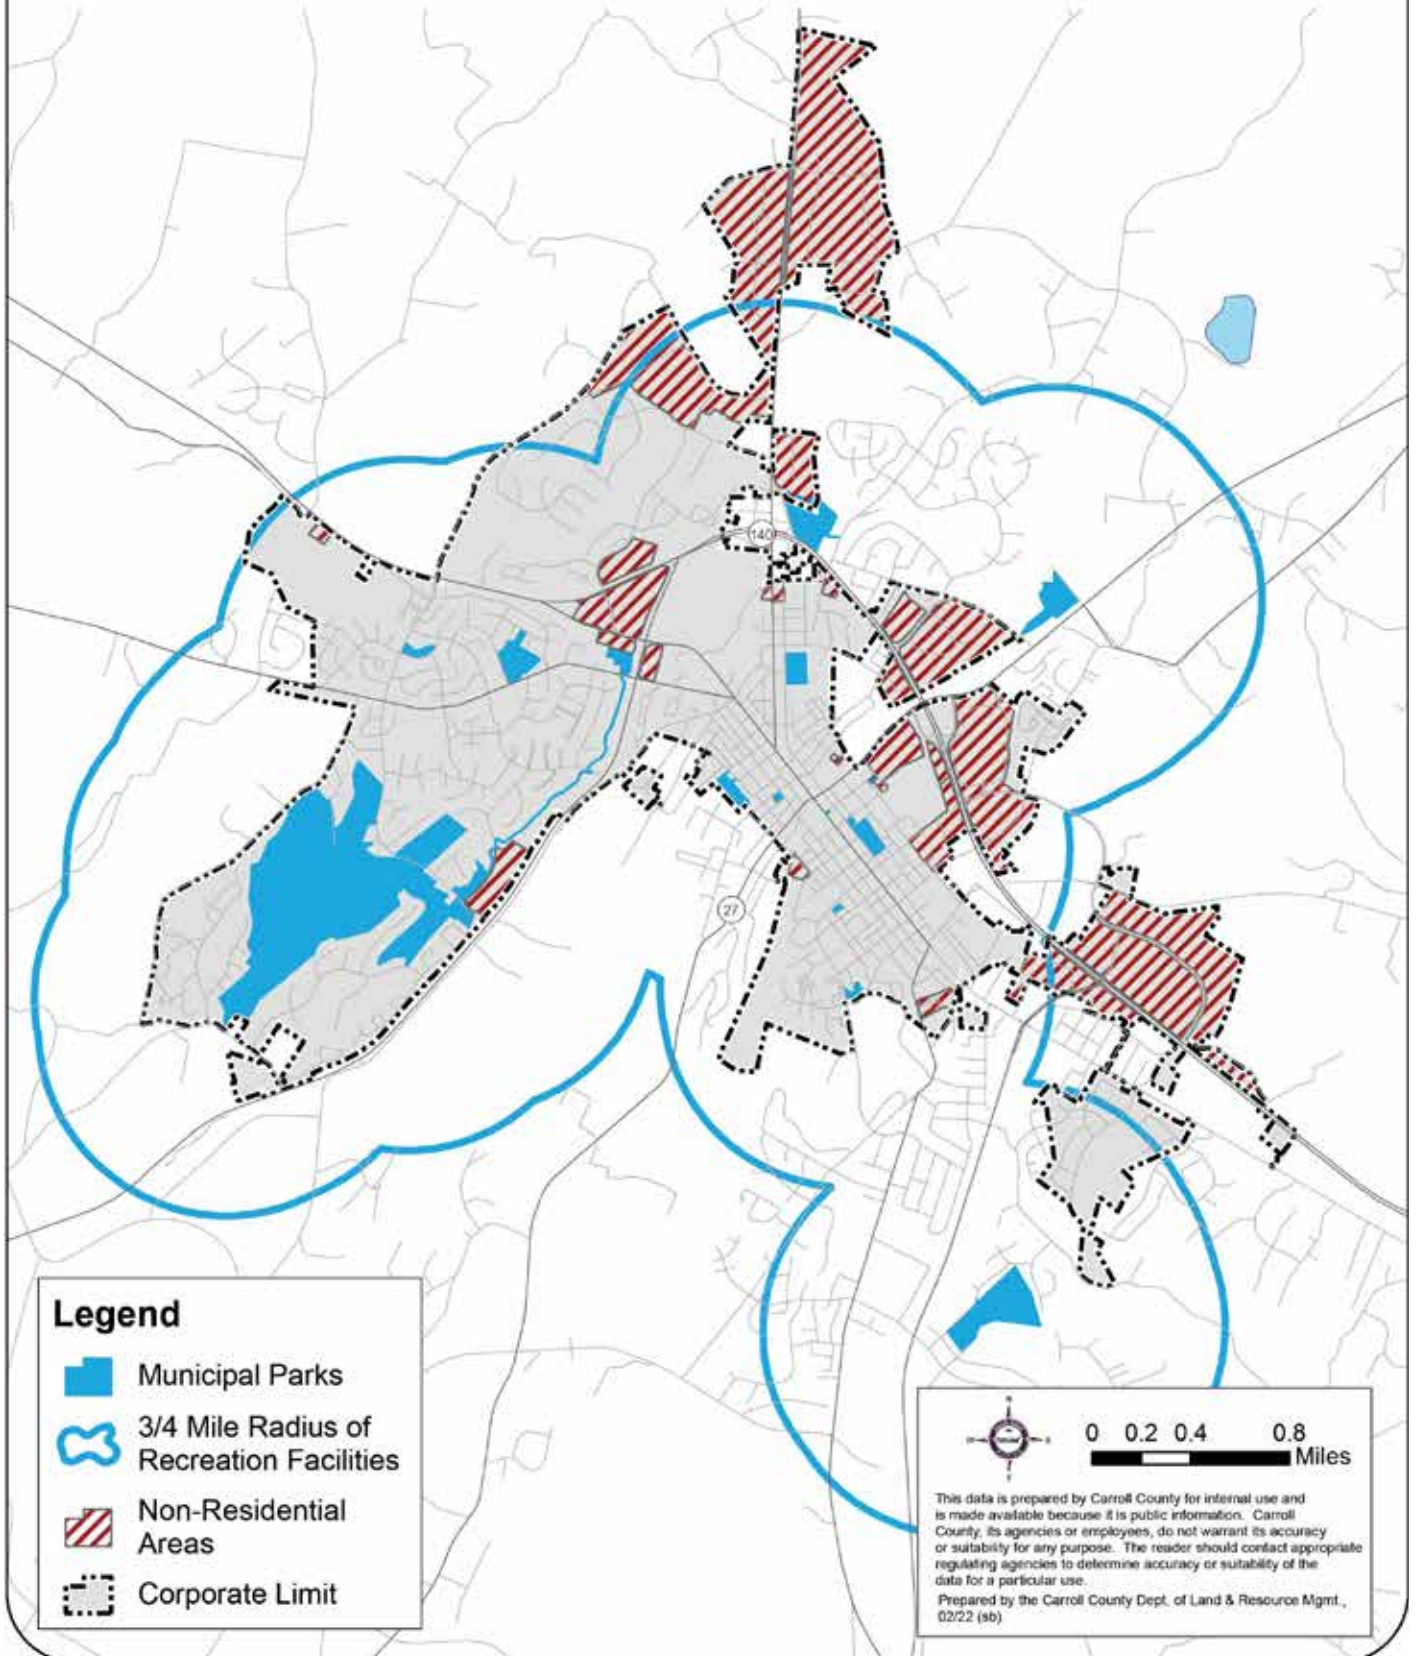 140
27
Legend
Municipal Parks
3/4 Mile Radius of
Recreation Facilities
Non-Residential
Areas
Corporate Limit
0 0.2 0.4 0.8
Miles
This data is prepared by Carroll County for internal use and
is made available because it is public information. Carroll
County, its agencies or employees, do not warrant its accuracy
or suitability for any purpose. The reader should contact appropriate
regulating agencies to determine accuracy or suitability of the
data for a particular use.
Prepared by the Carroll County Dept. of Land & Resource Mgmt.,
02/22 (sb)